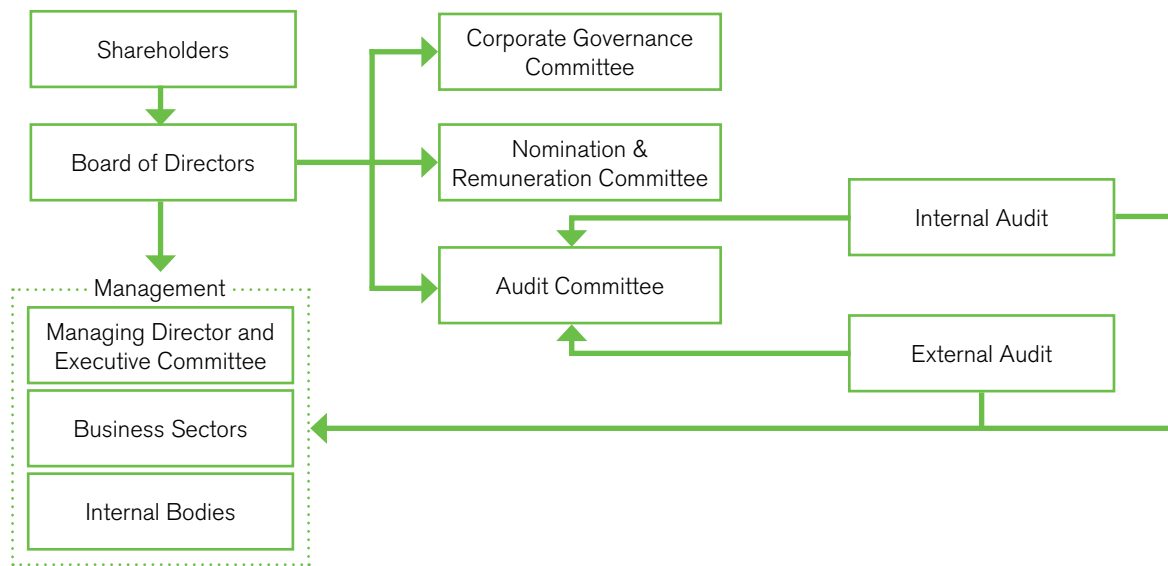 Shareholders
Board of Directors
Management
Managing Director and
Executive Committee
Business Sectors
Internal Bodies
Corporate Governance
Committee
Nomination &
Remuneration Committee
Audit Committee
Internal Audit
External Audit